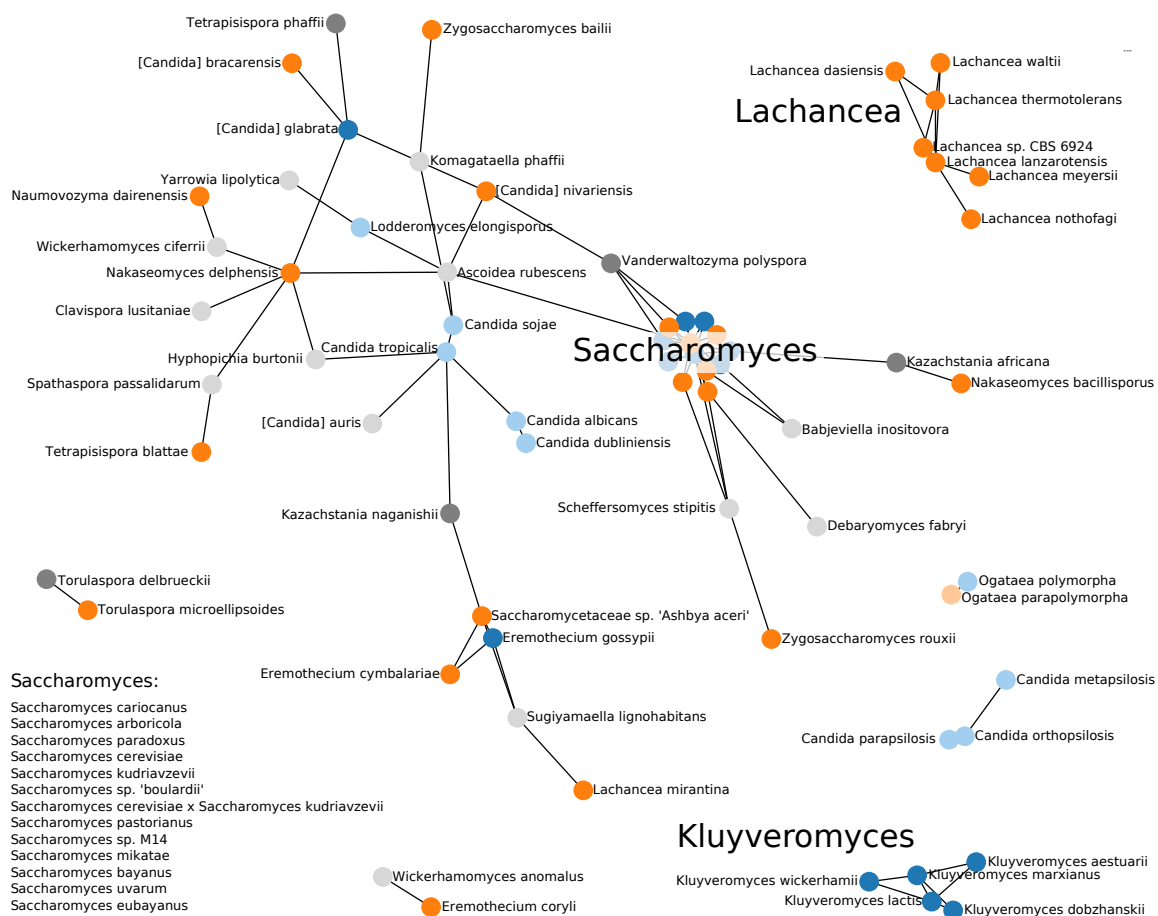 Tetrapisispora phaffii
Zygosaccharomyces bailii
[Candida] bracarensis
Lachancea waltii
Lachancea dasiensis
Lachancea
Lachancea thermotolerans
[Candida] glabrata
Lachancea sp. CBS 6924
Komagataella phaffii
Lachancea lanzarotensis
Lachancea meyersii
Yarrowia lipolytica
Naumovozyma dairenensis
[Candida] nivariensis
Lachancea nothofagi
Lodderomyces elongisporus
Wickerhamomyces ciferrii
Vanderwaltozyma polyspora
Nakaseomyces delphensis
Ascoidea rubescens
Clavispora lusitaniae
Candida sojae
Candida tropicalis
Saccharomyces
Hyphopichia burtonii
Kazachstania africana
Spathaspora passalidarum
Nakaseomyces bacillisporus
[Candida] auris
Candida albicans
Babjeviella inositovora
Candida dubliniensis
Tetrapisispora blattae
Scheffersomyces stipitis
Kazachstania naganishii
Debaryomyces fabryi
Torulaspora delbrueckii
Ogataea polymorpha
Ogataea parapolymorpha
Torulaspora microellipsoides
Saccharomycetaceae sp. 'Ashbya aceri'
Eremothecium gossypii
Zygosaccharomyces rouxii
Eremothecium cymbalariae
Candida metapsilosis
Sugiyamaella lignohabitans
Candida parapsilosis
Candida orthopsilosis
Lachancea mirantina
Saccharomyces:
Saccharomyces cariocanus
Saccharomyces arboricola
Saccharomyces paradoxus
Saccharomyces cerevisiae
Saccharomyces kudriavzevii
Saccharomyces sp. 'boulardii'
Saccharomyces cerevisiae x Saccharomyces kudriavzevii
Saccharomyces pastorianus
Saccharomyces sp. M14
Saccharomyces mikatae
Saccharomyces bayanus
Saccharomyces uvarum
Saccharomyces eubayanus
Wickerhamomyces anomalus
Eremothecium coryli
Kluyveromyces
Kluyveromyces aestuarii
Kluyveromyces marxianus
Kluyveromyces wickerhamii
Kluyveromyces lactis
Kluyveromyces dobzhanskii